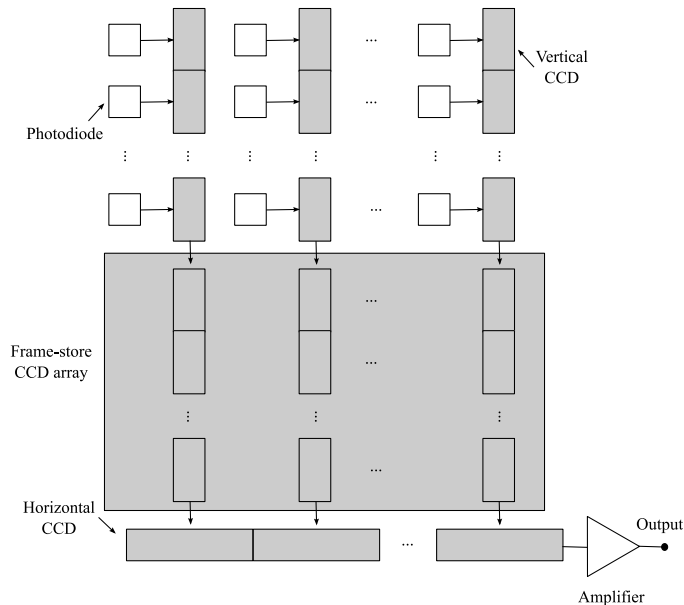 Vertical
CCD
Photodiode
Frame-store
CCD array
Horizontal
CCD
Output
Amplifier